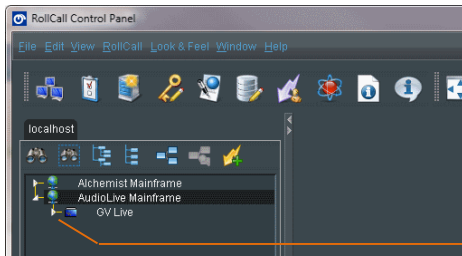 RollCall Control Panel
File Edit View RollCall Look & Feel Window Help
localhost
Alchemist Mainframe
AudioLive Mainframe
GV Live